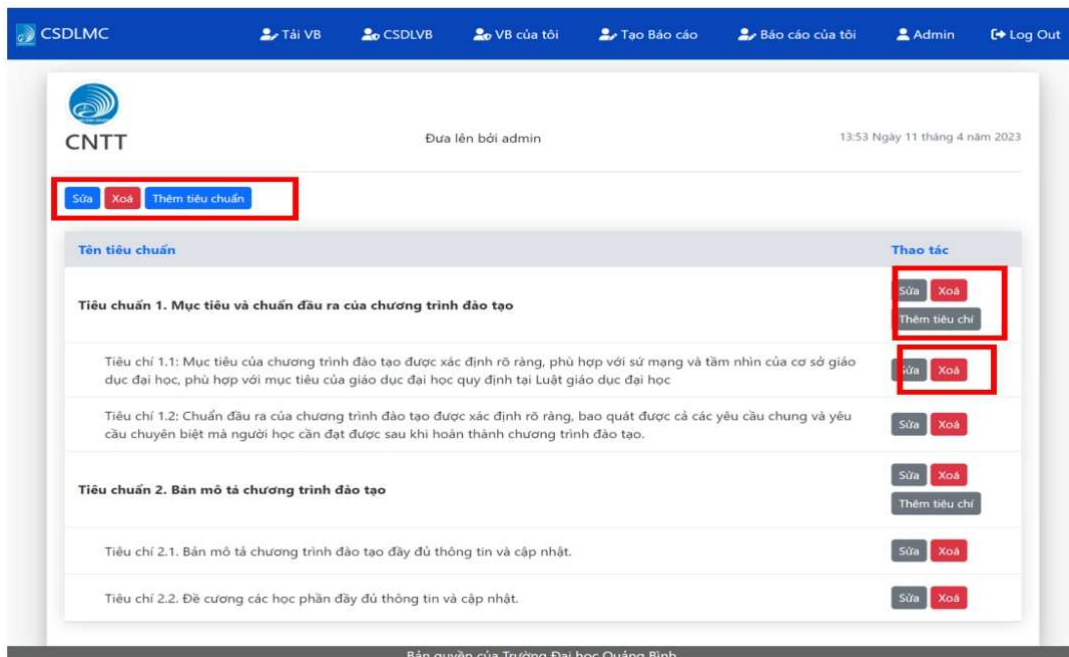 CSDLMC Tải VB CSDLVB VB của tôi Tạo Báo cáo Báo cáo của tôi Admin Log Out
CNTT
Đưa lên bởi admin
13:53 Ngày 11 tháng 4 năm 2023
Sửa Xoá Thêm tiêu chuẩn
Tên tiêu chuẩn Thao tác
Tiêu chuẩn 1. Mục tiêu và chuẩn đầu ra của chương trình đào tạo
Sửa Xoá
Thêm tiêu chí
Tiêu chí 1.1: Mục tiêu của chương trình đào tạo được xác định rõ ràng, phù hợp với sứ mạng và tầm nhìn của cơ sở giáo
dục đại học, phù hợp với mục tiêu của giáo dục đại học quy định tại Luật giáo dục đại học
Sửa Xoá
Tiêu chí 1.2: Chuẩn đầu ra của chương trình đào tạo được xác định rõ ràng, bao quát được cả các yêu cầu chung và yêu
cầu chuyên biệt mà người học cần đạt được sau khi hoàn thành chương trình đào tạo.
Sửa Xoá
Tiêu chuẩn 2. Bản mô tả chương trình đào tạo
Sửa Xoá
Thêm tiêu chí
Tiêu chí 2.1. Bản mô tả chương trình đào tạo đầy đủ thông tin và cập nhật.
Sửa Xoá
Tiêu chí 2.2. Đề cương các học phần đầy đủ thông tin và cập nhật.
Sửa Xoá
Bản quyền của Trường Đại học Quảng Bình